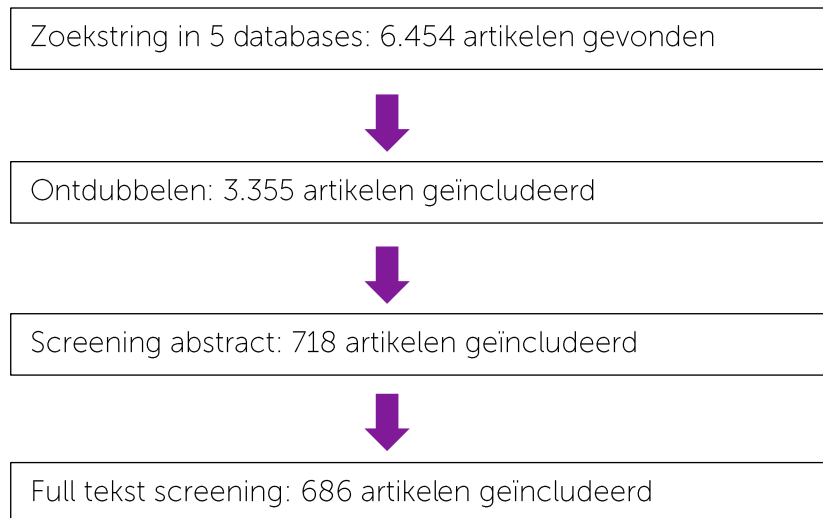 Zoekstring in 5 databases: 6.454 artikelen gevonden
Ontdubbelen: 3.355 artikelen geïncludeerd
Screening abstract: 718 artikelen geïncludeerd
Full tekst screening: 686 artikelen geïncludeerd